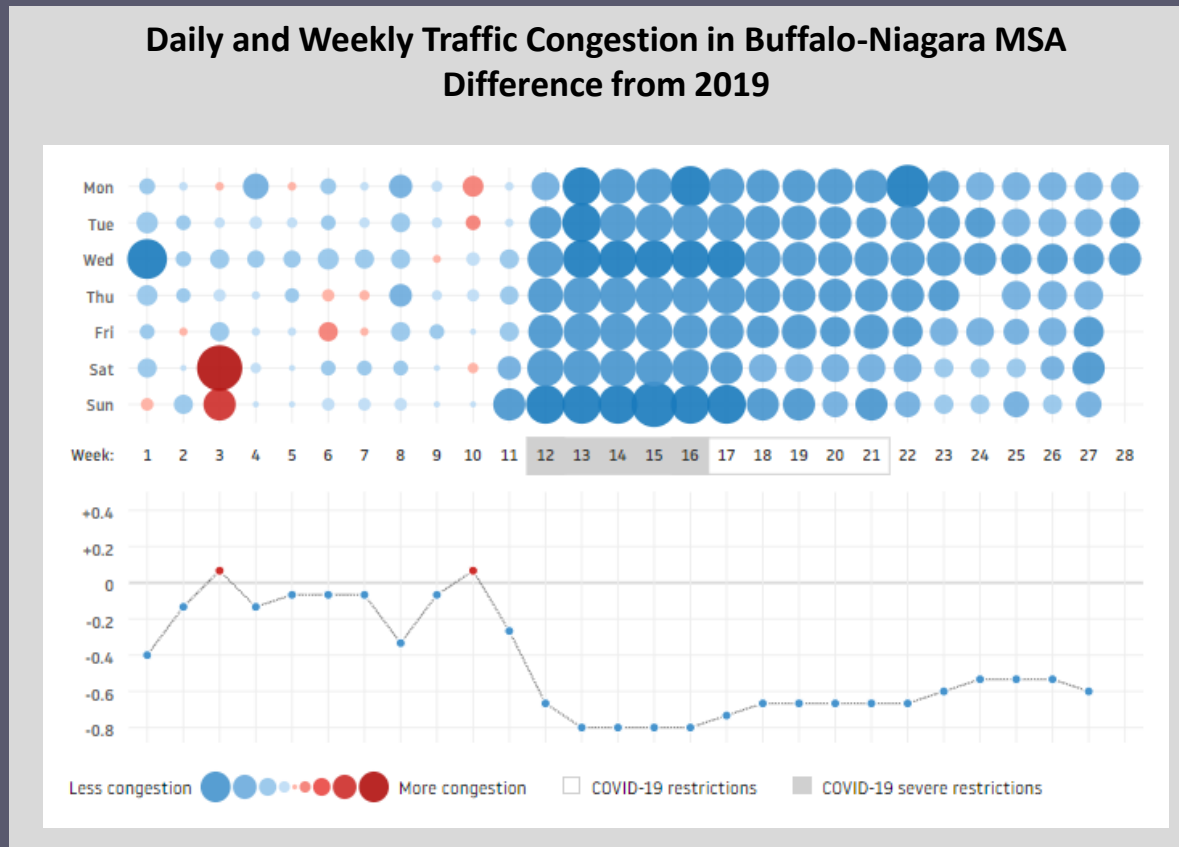 Daily and Weekly Traffic Congestion in Buffalo-Niagara MSA
Difference from 2019
Mon
Tue
Wed
Thu
Fri
Sat
Sun
Week: 1 2 3 4 5 6 7 8 9 10 11 12 13 14 15 16 17 18 19 20 21 22 23 24 25 26 27 28
+0.4
+0.2
0
-0.2
-0.4
-0.6
-0.8
Less congestion More congestion COVID-19 restrictions COVID-19 severe restrictions